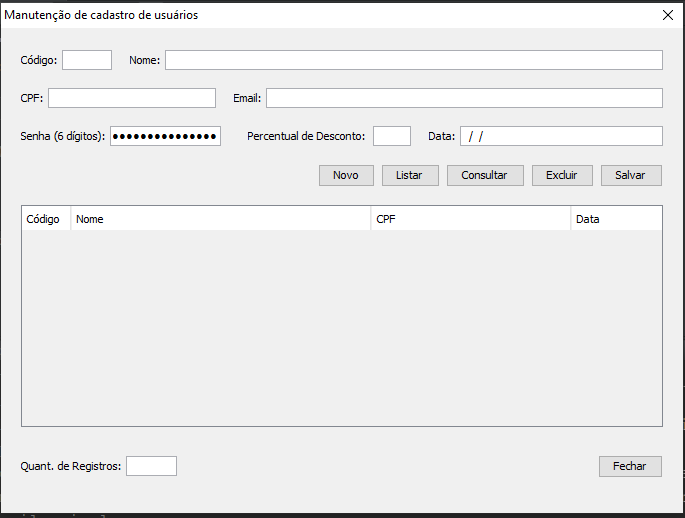 Manutenção de cadastro de usuários
Código: Nome:
CPF: Email:
Senha (6 dígitos): ●●●●●●●●●●●●●●● Percentual de Desconto: Data: / /
Novo Listar Consultar Excluir Salvar
Código Nome CPF Data
Quant. de Registros: Fechar